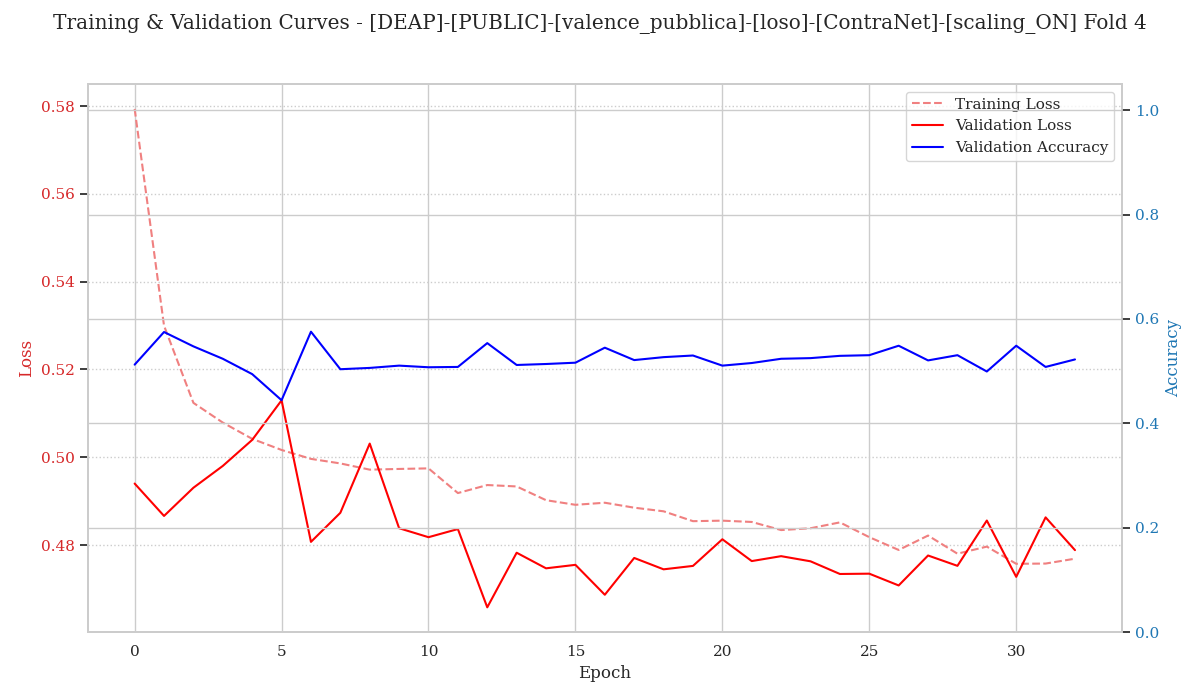 Training & Validation Curves - [DEAP]-[PUBLIC]-[valence_pubblica]-[loso]-[ContraNet]-[scaling_ON] Fold 4
Training Loss
Validation Loss
Validation Accuracy
0.58
0.56
0.54
0.52
0.50
0.48
Loss
1.0
0.8
0.6
0.4
0.2
0.0
Accuracy
0 5 10 15 20 25 30
Epoch